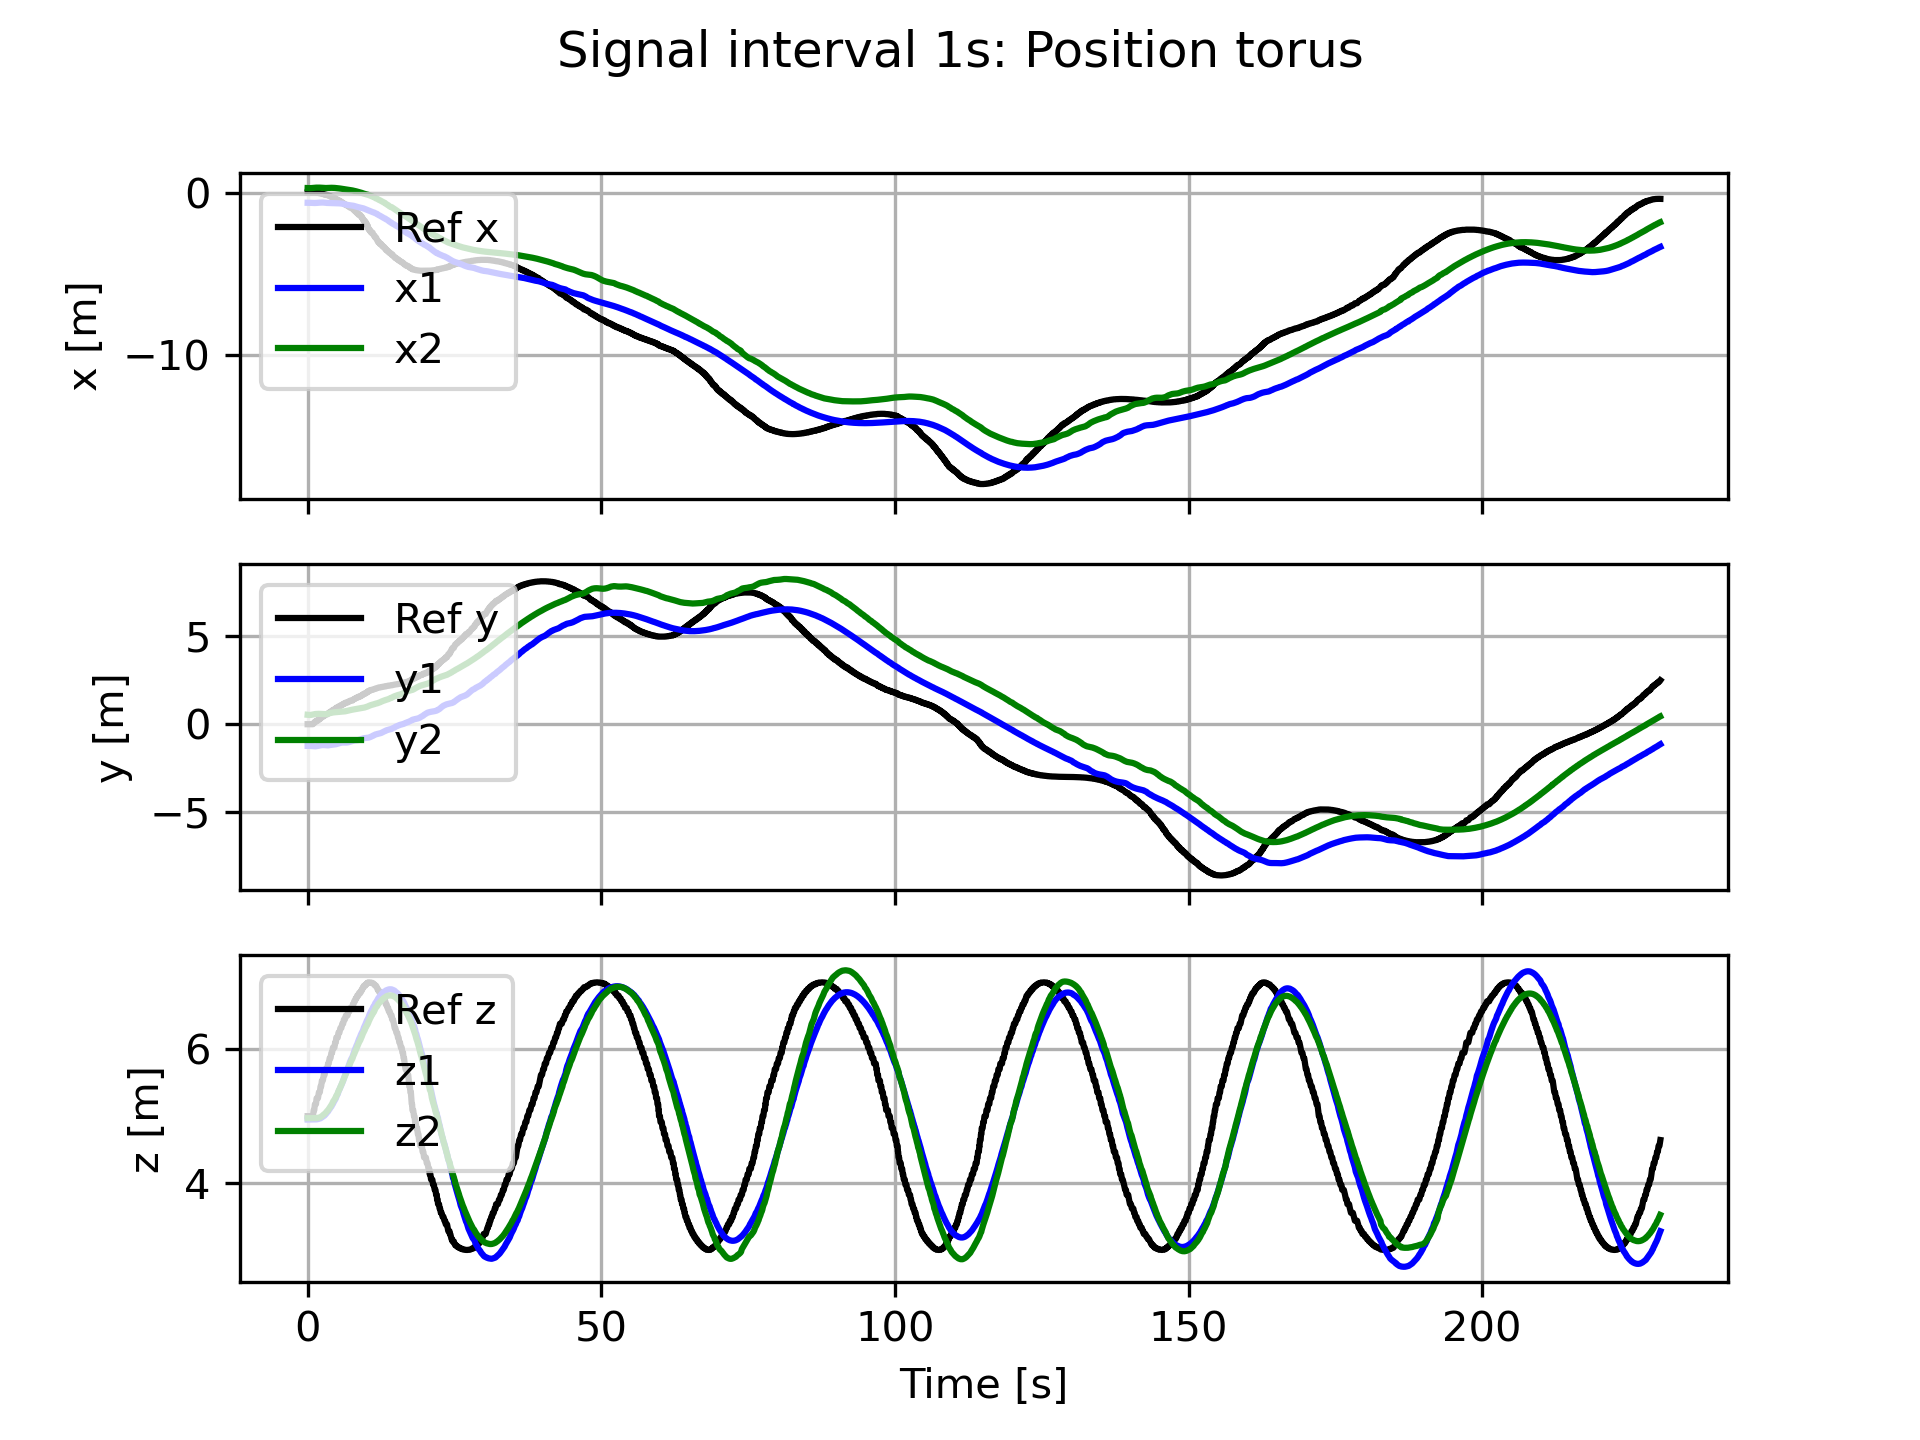 Signal interval 1s: Position torus
0
−10
x [m]
Ref x
x1
x2
5
0
−5
y [m]
Ref y
y1
y2
6
4
z [m]
Ref z
z1
z2
0 50 100 150 200
Time [s]